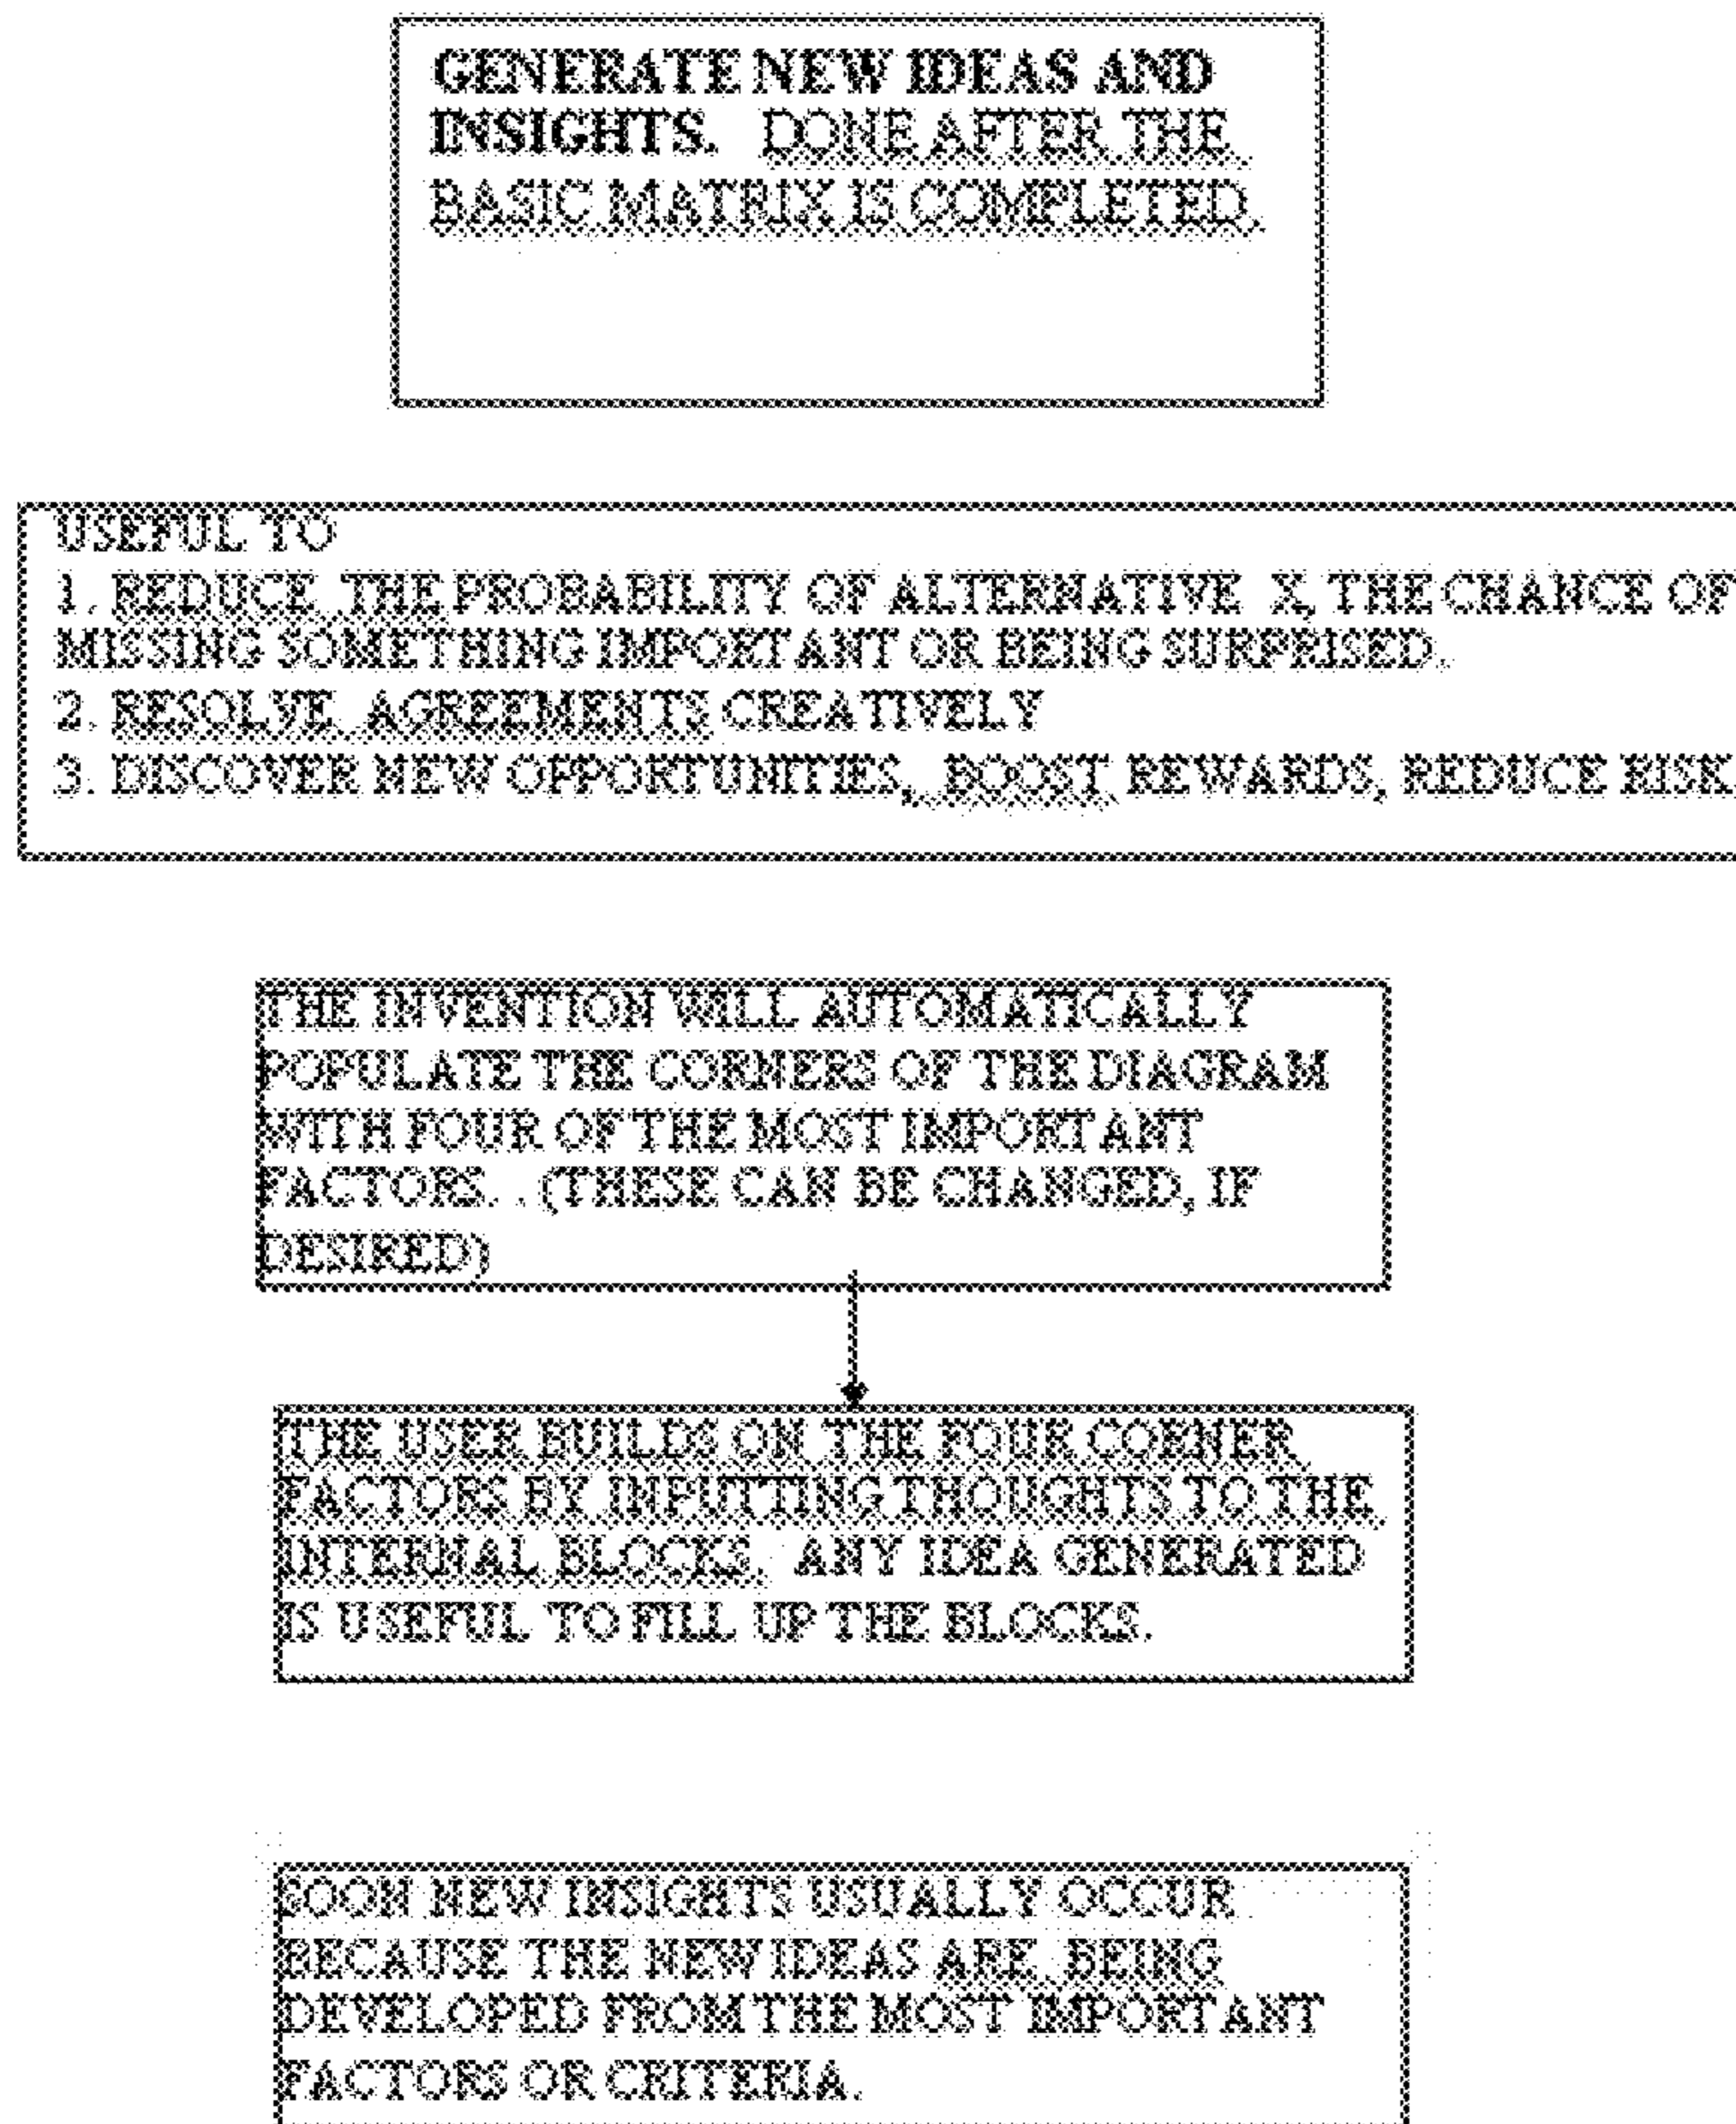 GENERATE NEW IDEAS AND
INSIGHTS. DONE AFTER THE
BASIC MATRIX IS COMPLETED.
USEFUL TO
1. REDUCE THE PROBABILITY OF ALTERNATIVE X, THE CHANCE OF
MISSING SOMETHING IMPORTANT OR BEING SURPRISED.
2. RESOLVE AGREEMENTS CREATIVELY
3. DISCOVER NEW OPPORTUNITIES, BOOST REWARDS, REDUCE RISK
THE INVENTION WILL AUTOMATICALLY
POPULATE THE CORNERS OF THE DIAGRAM
WITH FOUR OF THE MOST IMPORTANT
FACTORS. . (THESE CAN BE CHANGED, IF
DESIRED)
THE USER BUILDS ON THE FOUR CORNER
FACTORS BY INPUTTING THOUGHTS TO THE
INTERNAL BLOCKS. ANY IDEA GENERATED
IS USEFUL TO FILL UP THE BLOCKS.
SOON NEW INSIGHTS USUALLY OCCUR
BECAUSE THE NEW IDEAS ARE BEING
DEVELOPED FROM THE MOST IMPORTANT
FACTORS OR CRITERIA.